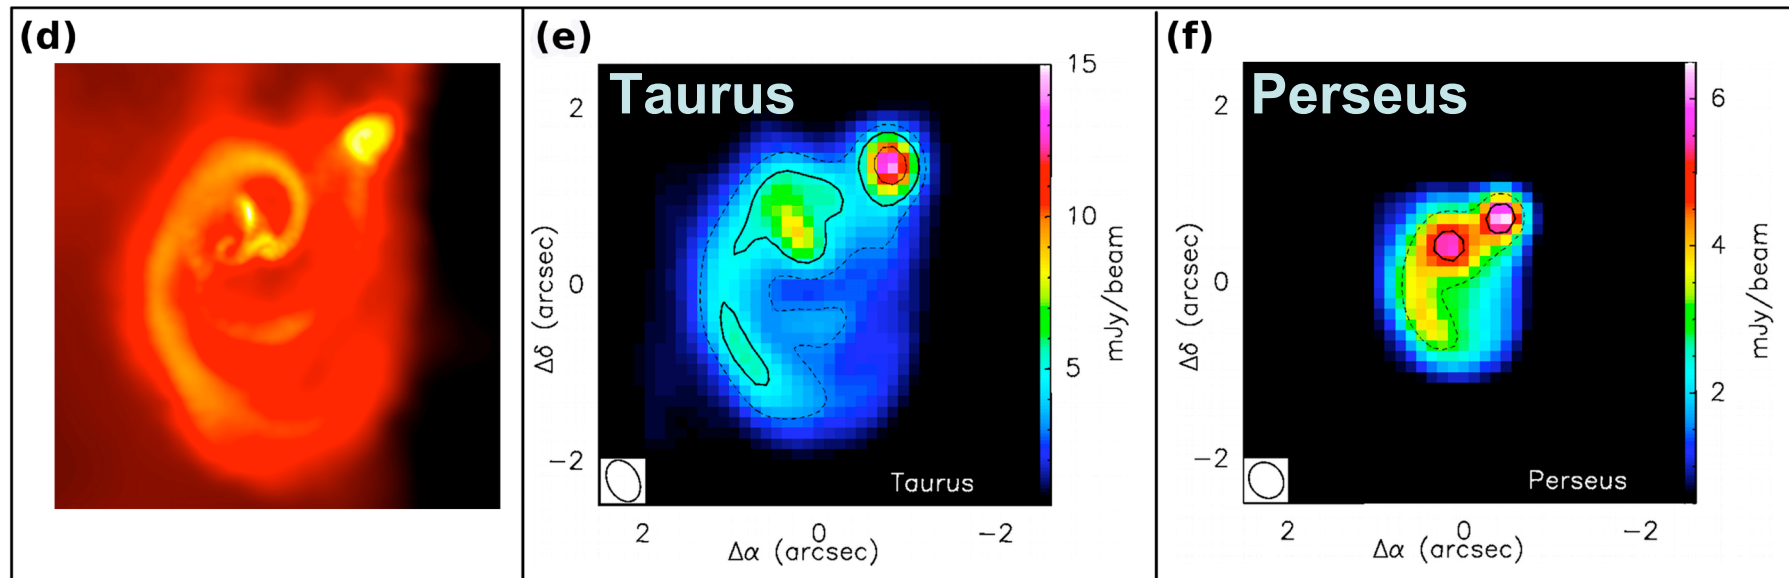 (d)
(e)
(f)
Taurus
Perseus
2
0
−2
Δδ (arcsec)
Taurus
2
0
−2
Δα (arcsec)
15
10
5
mJy/beam
2
0
−2
Δδ (arcsec)
Perseus
2
0
−2
Δα (arcsec)
6
4
2
mJy/beam